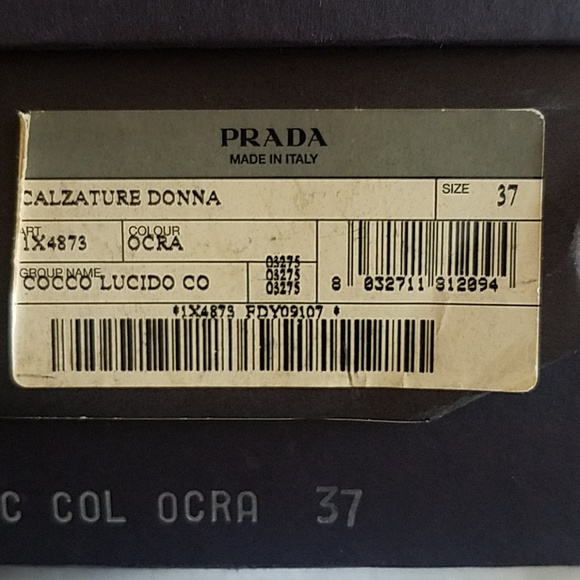 PRADA
MADE IN ITALY
CALZATURE DONNA
SIZE 37
ART. 1X4873
COLOUR OCRA
GROUP NAME COCCO LUCIDO CO
03275
03275
03275
8 032711 812094
*1X4873 FDY09107 *
C COL OCRA 37